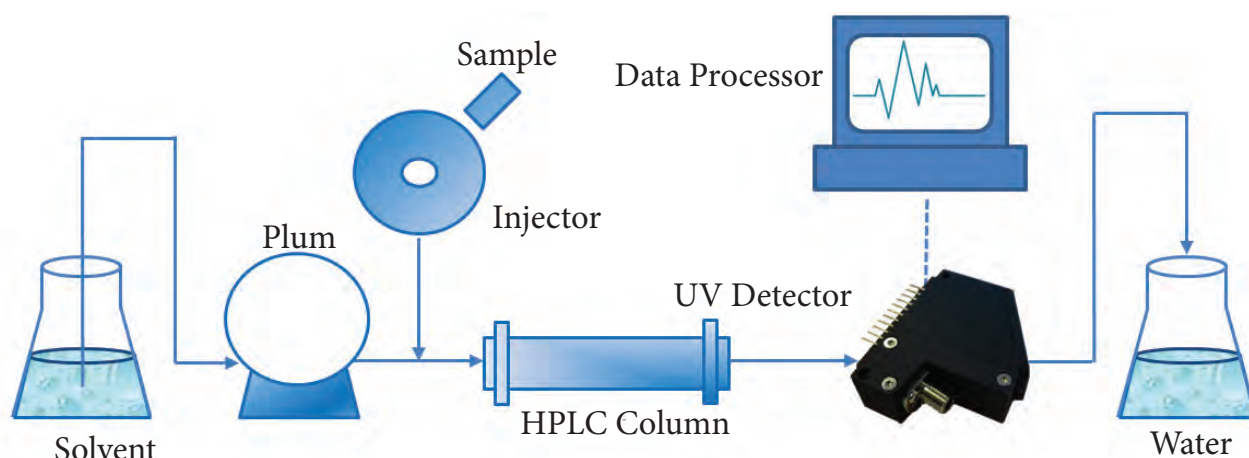 Sample
Data Processor
Injector
Plum
UV Detector
HPLC Column
Solvent
Water